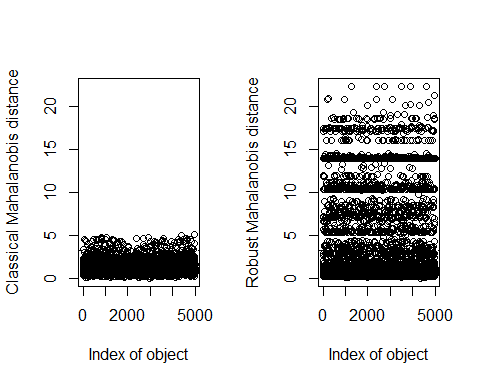 Classical Mahalanobis distance
0
5
10
15
20
0 2000 5000
Index of object
Robust Mahalanobis distance
0
5
10
15
20
0 2000 5000
Index of object